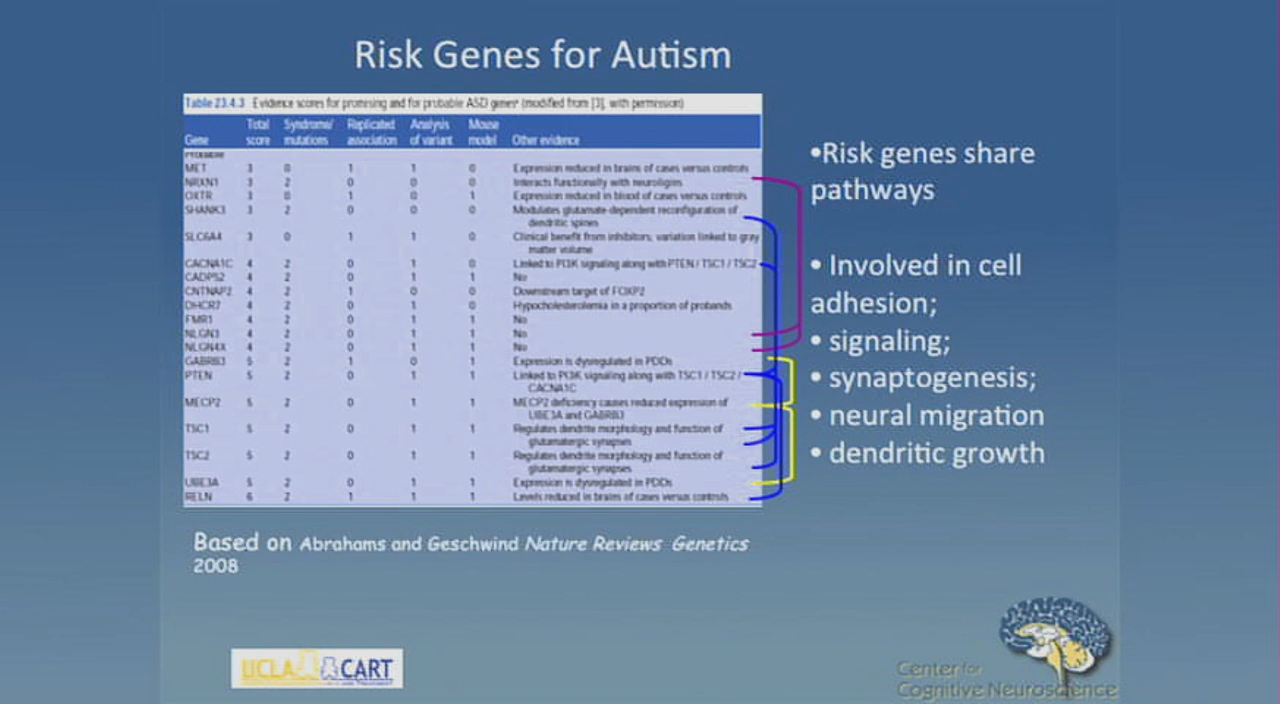 Risk Genes for Autism
Table 23.4.3 Evidence scores for promising and for probable ASD genes (modified from [3], with permission)
Gene Total score Syndrome/ mutations Replicated association Analysis of variant Mouse model Other evidence
Probable
MET 3 0 1 1 0 Expression reduced in brains of cases versus controls
NRXN1 3 2 0 0 0 Interacts functionally with neuroligins
OXTR 3 0 1 0 1 Expression reduced in blood of cases versus controls
SHANK3 3 2 0 0 0 Modulates glutamate-dependent reconfiguration of
dendritic spines
SLC6A4 3 0 1 1 0 Clinical benefit from inhibitors; variation linked to gray
matter volume
CACNA1C 4 2 0 1 0 Linked to PI3K signaling along with PTEN / TSC1 / TSC2
CADPS2 4 2 0 1 1 No
CNTNAP2 4 2 1 0 0 Downstream target of FOXP2
DHCR7 4 2 0 1 0 Hypocholesterolemia in a proportion of probands
FMR1 4 2 0 1 1 No
NLGN3 4 2 0 1 1 No
NLGN4X 4 2 0 1 1 No
GABRB3 5 2 1 0 1 Expression is dysregulated in PDDs
PTEN 5 2 0 1 1 Linked to PI3K signaling along with TSC1 / TSC2 /
CACNA1C
MECP2 5 2 0 1 1 MECP2 deficiency causes reduced expression of
UBE3A and GABRB3
TSC1 5 2 0 1 1 Regulates dendrite morphology and function of
glutamatergic synapses
TSC2 5 2 0 1 1 Regulates dendrite morphology and function of
glutamatergic synapses
UBE3A 5 2 0 1 1 Expression is dysregulated in PDDs
RELN 6 2 1 1 1 Levels reduced in brains of cases versus controls
•Risk genes share
pathways
• Involved in cell
adhesion;
• signaling;
• synaptogenesis;
• neural migration
• dendritic growth
Based on Abrahams and Geschwind Nature Reviews Genetics
2008
UCLA CART
Center for
Cognitive Neuroscience